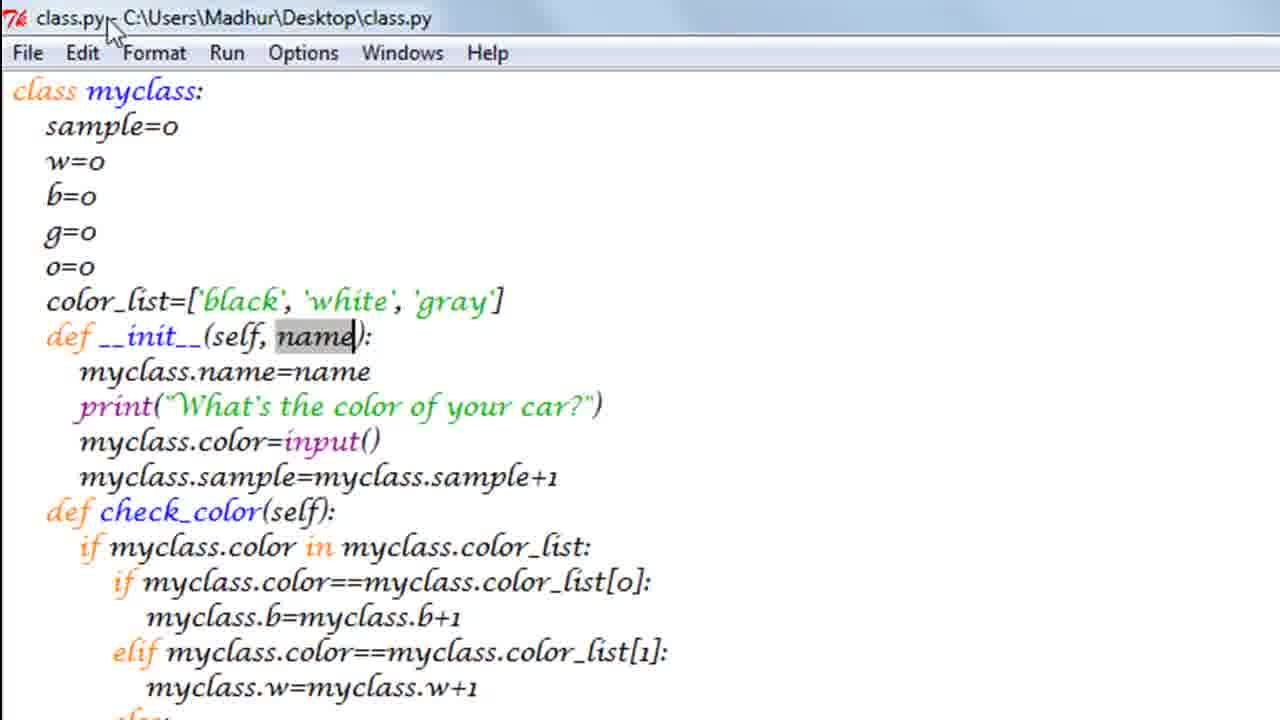 class.py - C:\Users\Madhur\Desktop\class.py
File Edit Format Run Options Windows Help
class myclass:
sample=0
w=0
b=0
g=0
o=0
color_list=['black', 'white', 'gray']
def __init__(self, name):
myclass.name=name
print("What's the color of your car?")
myclass.color=input()
myclass.sample=myclass.sample+1
def check_color(self):
if myclass.color in myclass.color_list:
if myclass.color==myclass.color_list[0]:
myclass.b=myclass.b+1
elif myclass.color==myclass.color_list[1]:
myclass.w=myclass.w+1
else: